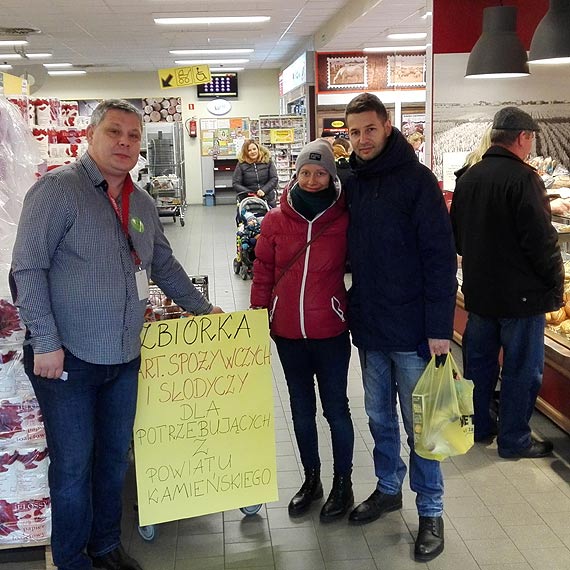 ZBIÓRKA
ART. SPOŻYWCZYCH
I SŁODYCZY
DLA
POTRZEBUJĄCYCH
Z
POWIATU
KAMIEŃSKIEGO